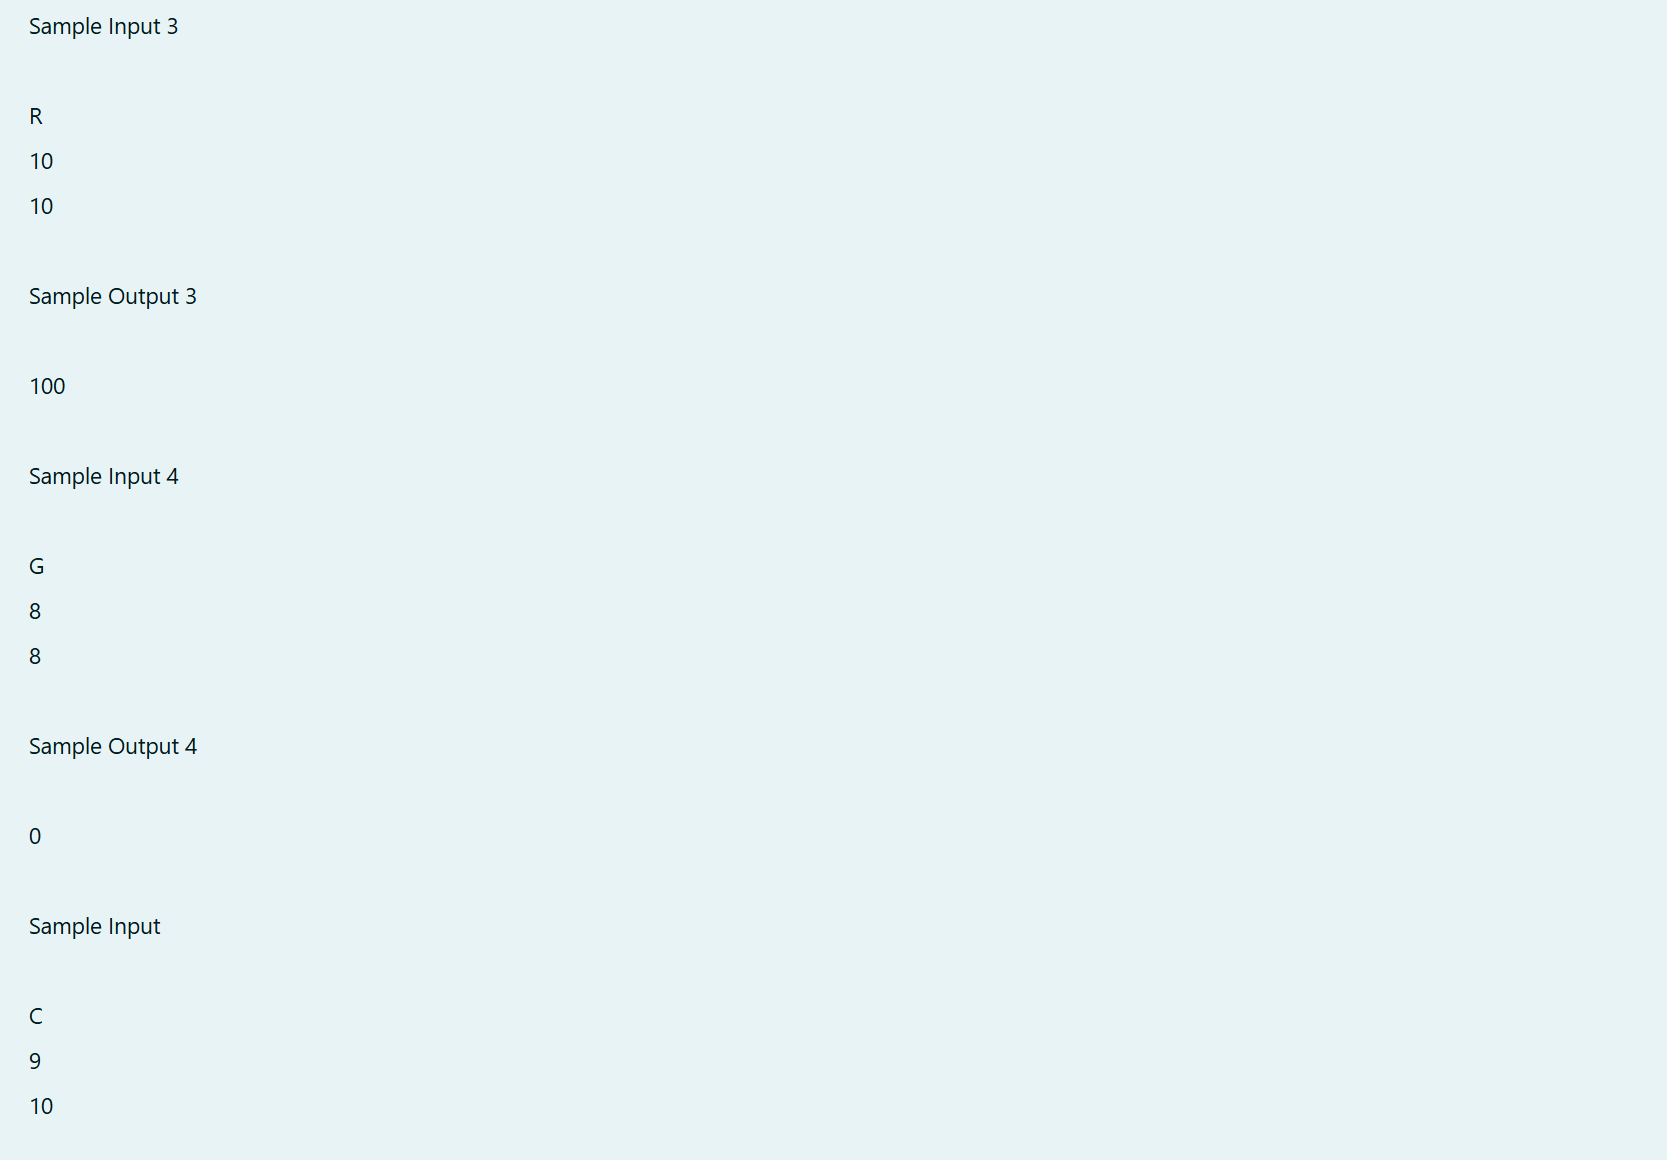 Sample Input 3
R
10
10
Sample Output 3
100
Sample Input 4
G
8
8
Sample Output 4
0
Sample Input
C
9
10